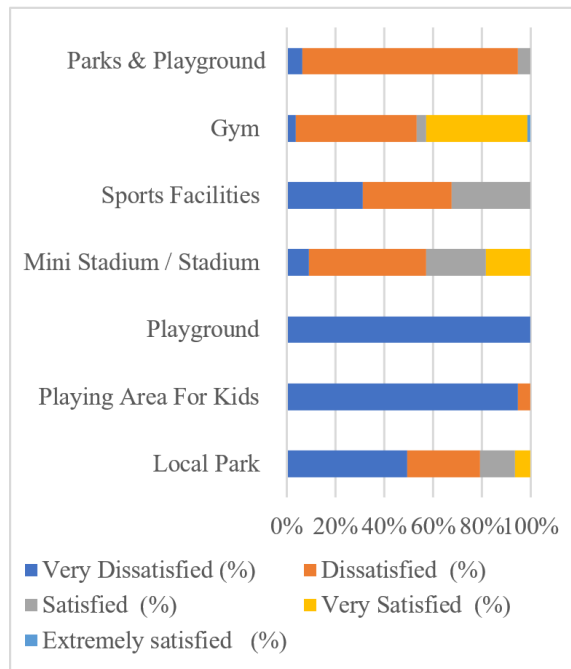 Parks & Playground
Gym
Sports Facilities
Mini Stadium / Stadium
Playground
Playing Area For Kids
Local Park
0% 20% 40% 60% 80% 100%
Very Dissatisfied (%) Dissatisfied (%)
Satisfied (%) Very Satisfied (%)
Extremely satisfied (%)